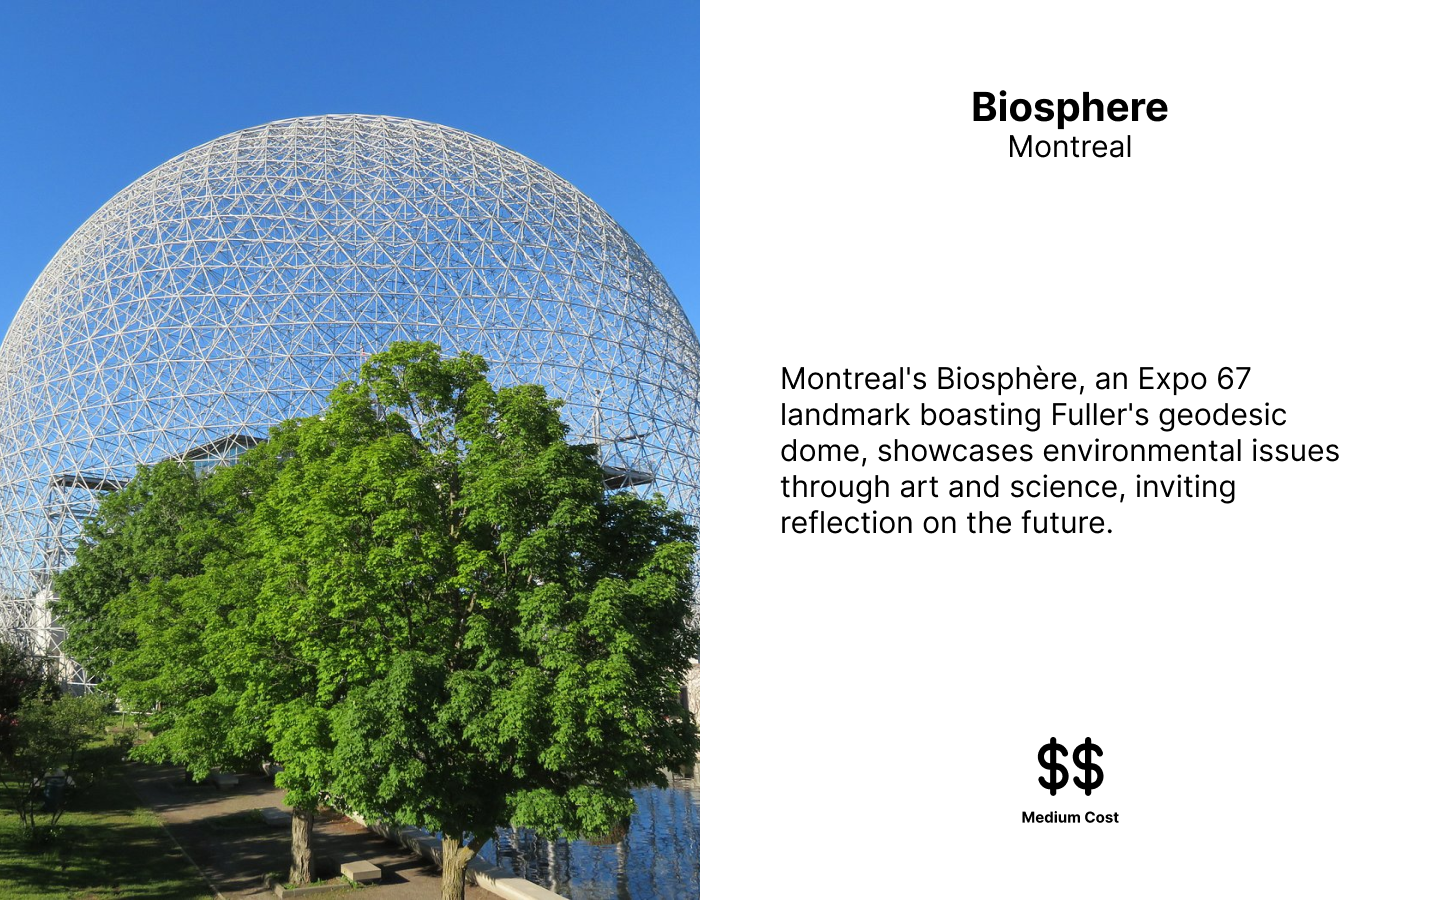 Biosphere
Montreal
Montreal's Biosphère, an Expo 67
landmark boasting Fuller's geodesic
dome, showcases environmental issues
through art and science, inviting
reflection on the future.
$$
Medium Cost